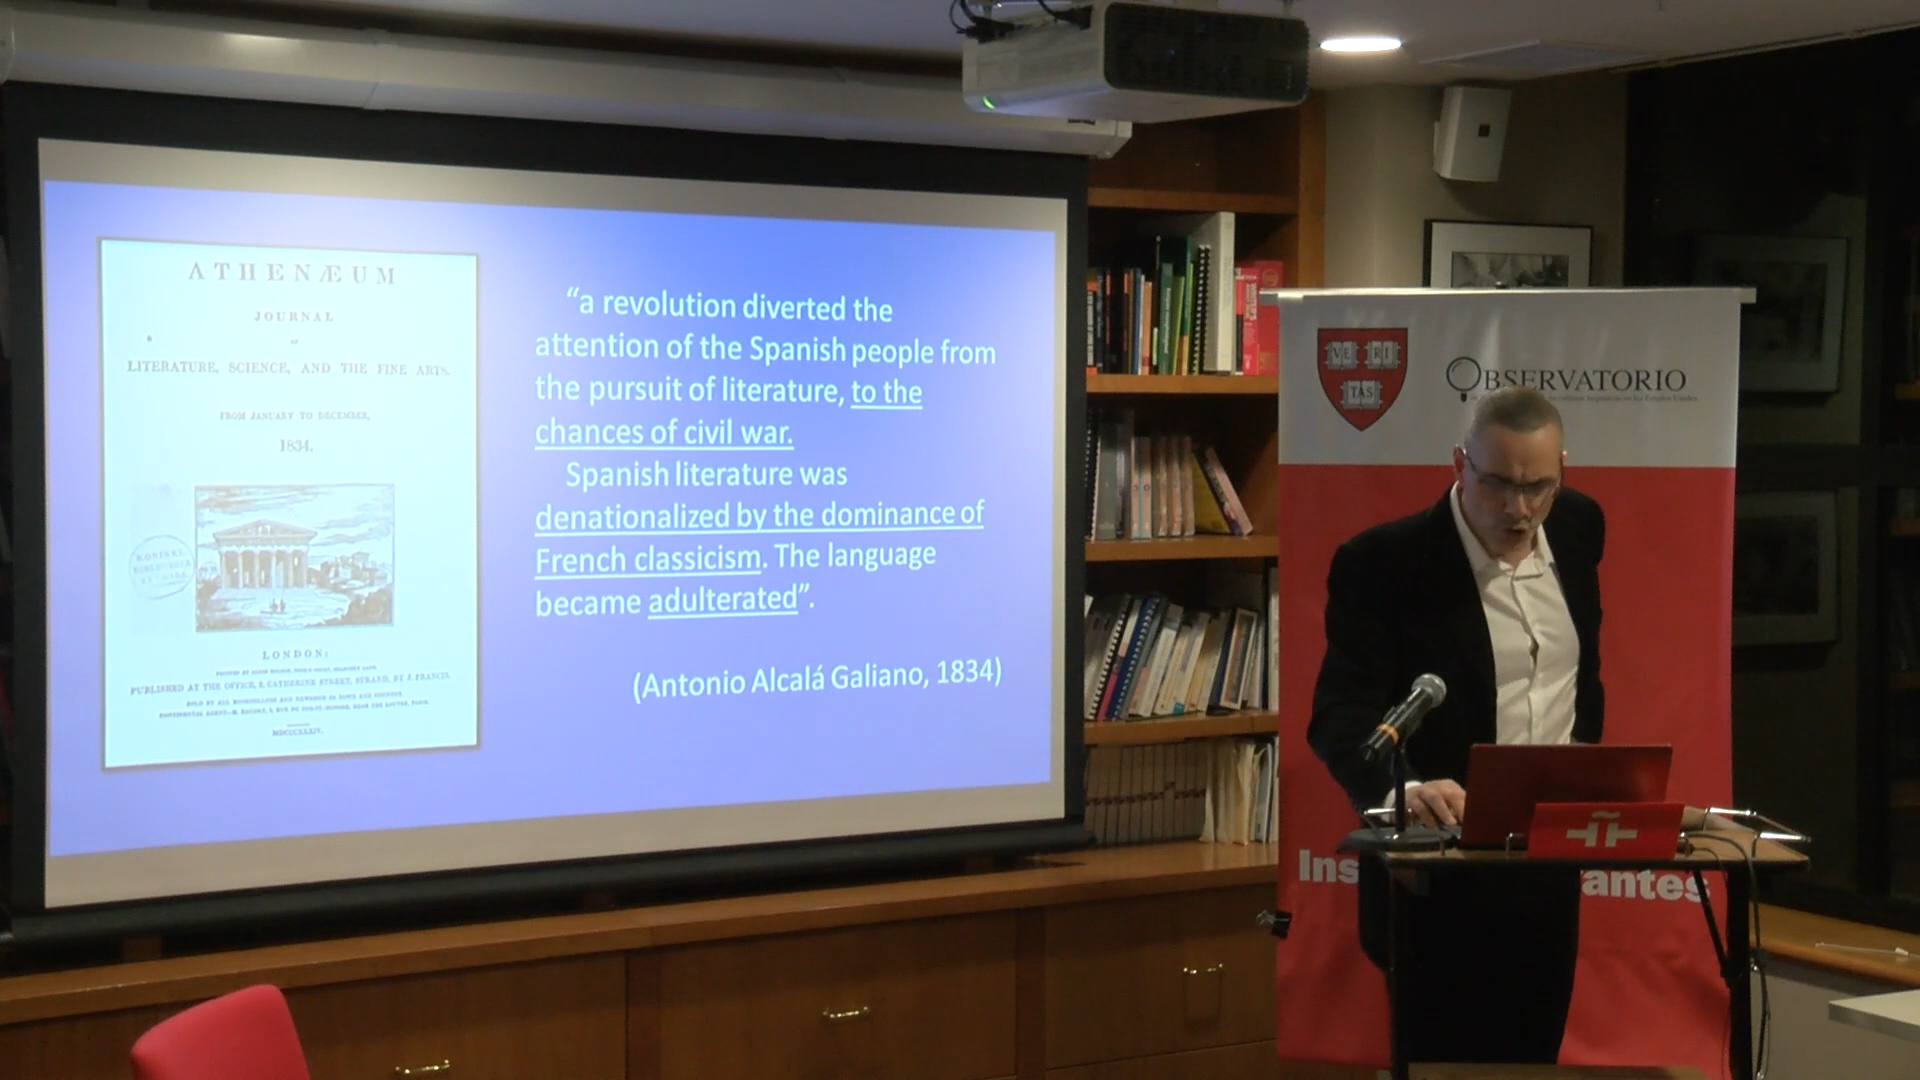 ATHENÆUM
JOURNAL
OF
LITERATURE, SCIENCE, AND THE FINE ARTS.
FROM JANUARY TO DECEMBER,
1834.
LONDON:
PUBLISHED AT THE OFFICE, 2, CATHERINE STREET, STRAND, BY J. FRANCIS.
MDCCCXXXIV.
“a revolution diverted the
attention of the Spanish people from
the pursuit of literature, to the
chances of civil war.
Spanish literature was
denationalized by the dominance of
French classicism. The language
became adulterated”.
(Antonio Alcalá Galiano, 1834)
VE RI
TAS
OBSERVATORIO
Ins
antes